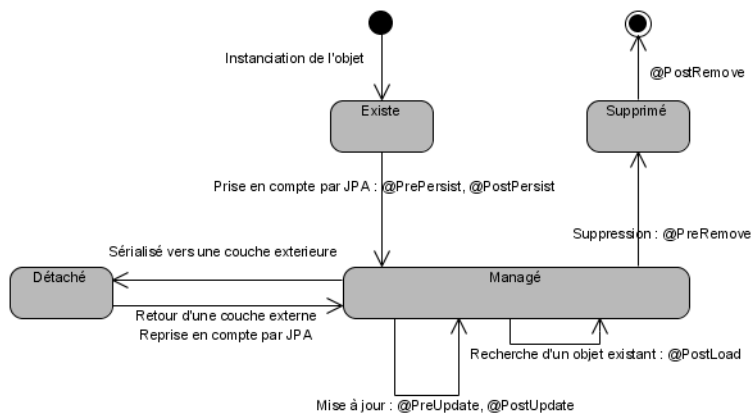 Instanciation de l'objet
@PostRemove
Existe
Supprimé
Prise en compte par JPA : @PrePersist, @PostPersist
Suppression : @PreRemove
Sérialisé vers une couche exterieure
Détaché
Managé
Retour d'une couche externe
Reprise en compte par JPA
Recherche d'un objet existant : @PostLoad
Mise à jour : @PreUpdate, @PostUpdate